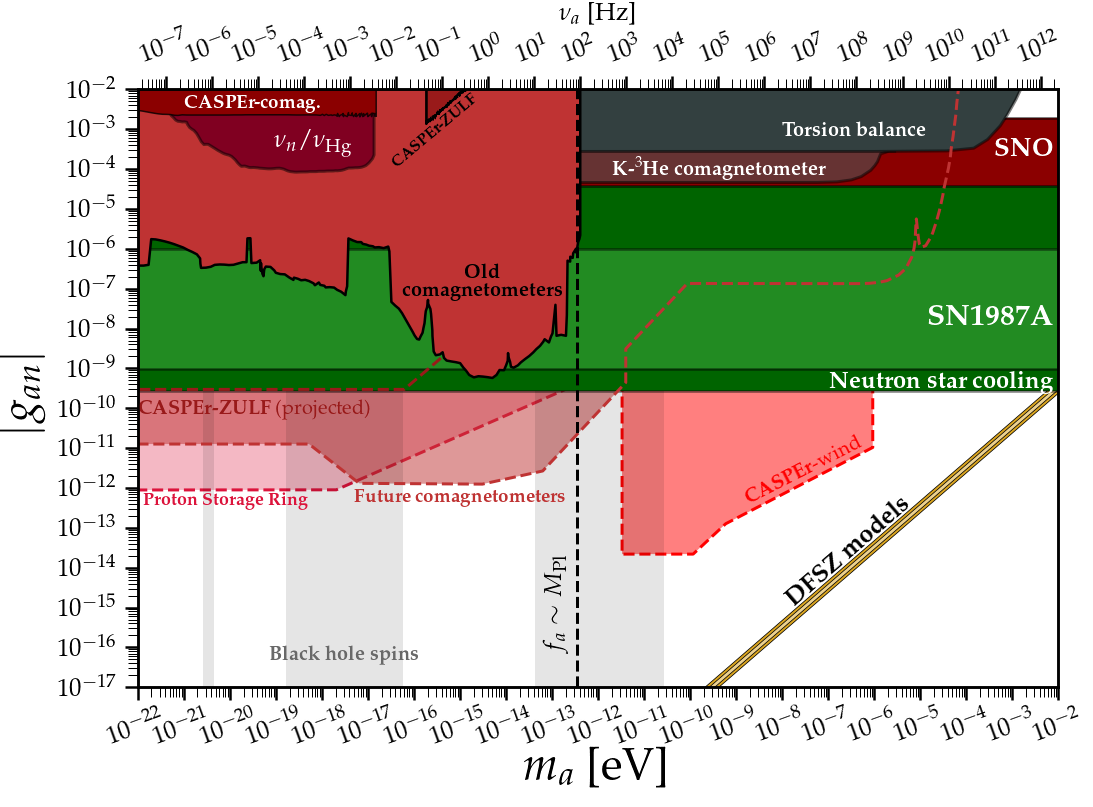 ν_a [Hz]
10^−7 10^−6 10^−5 10^−4 10^−3 10^−2 10^−1 10^0 10^1 10^2 10^3 10^4 10^5 10^6 10^7 10^8 10^9 10^10 10^11 10^12
10^−2
10^−3
10^−4
10^−5
10^−6
10^−7
10^−8
10^−9
10^−10
10^−11
10^−12
10^−13
10^−14
10^−15
10^−16
10^−17
|g_an|
CASPEr-comag.
ν_n/ν_Hg
CASPEr-ZULF
Torsion balance
K-^3He comagnetometer
SNO
Old
comagnetometers
SN1987A
Neutron star cooling
CASPEr-ZULF (projected)
Proton Storage Ring
Future comagnetometers
CASPEr-wind
DFSZ models
f_a ∼ M_Pl
Black hole spins
10^−22 10^−21 10^−20 10^−19 10^−18 10^−17 10^−16 10^−15 10^−14 10^−13 10^−12 10^−11 10^−10 10^−9 10^−8 10^−7 10^−6 10^−5 10^−4 10^−3 10^−2
m_a [eV]